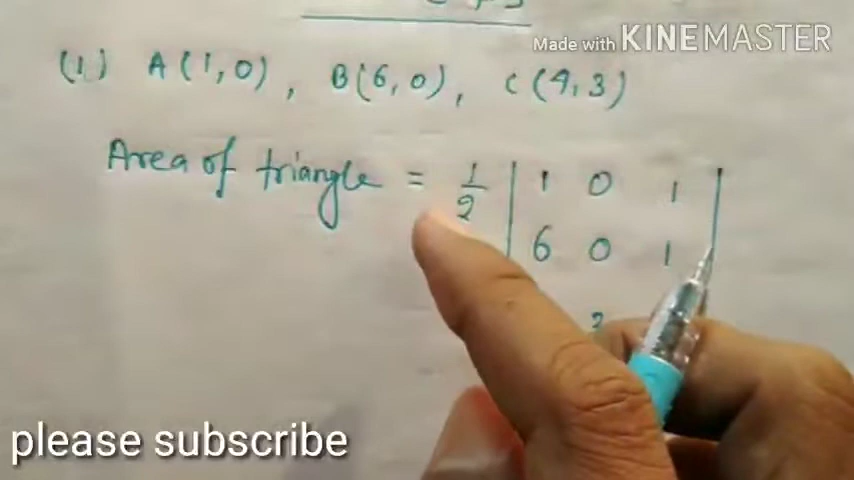 Made with KINEMASTER
(1) A(1,0), B(6,0), C(4,3)
Area of triangle = 1/2 | 1 0 1 |
6 0 1
please subscribe